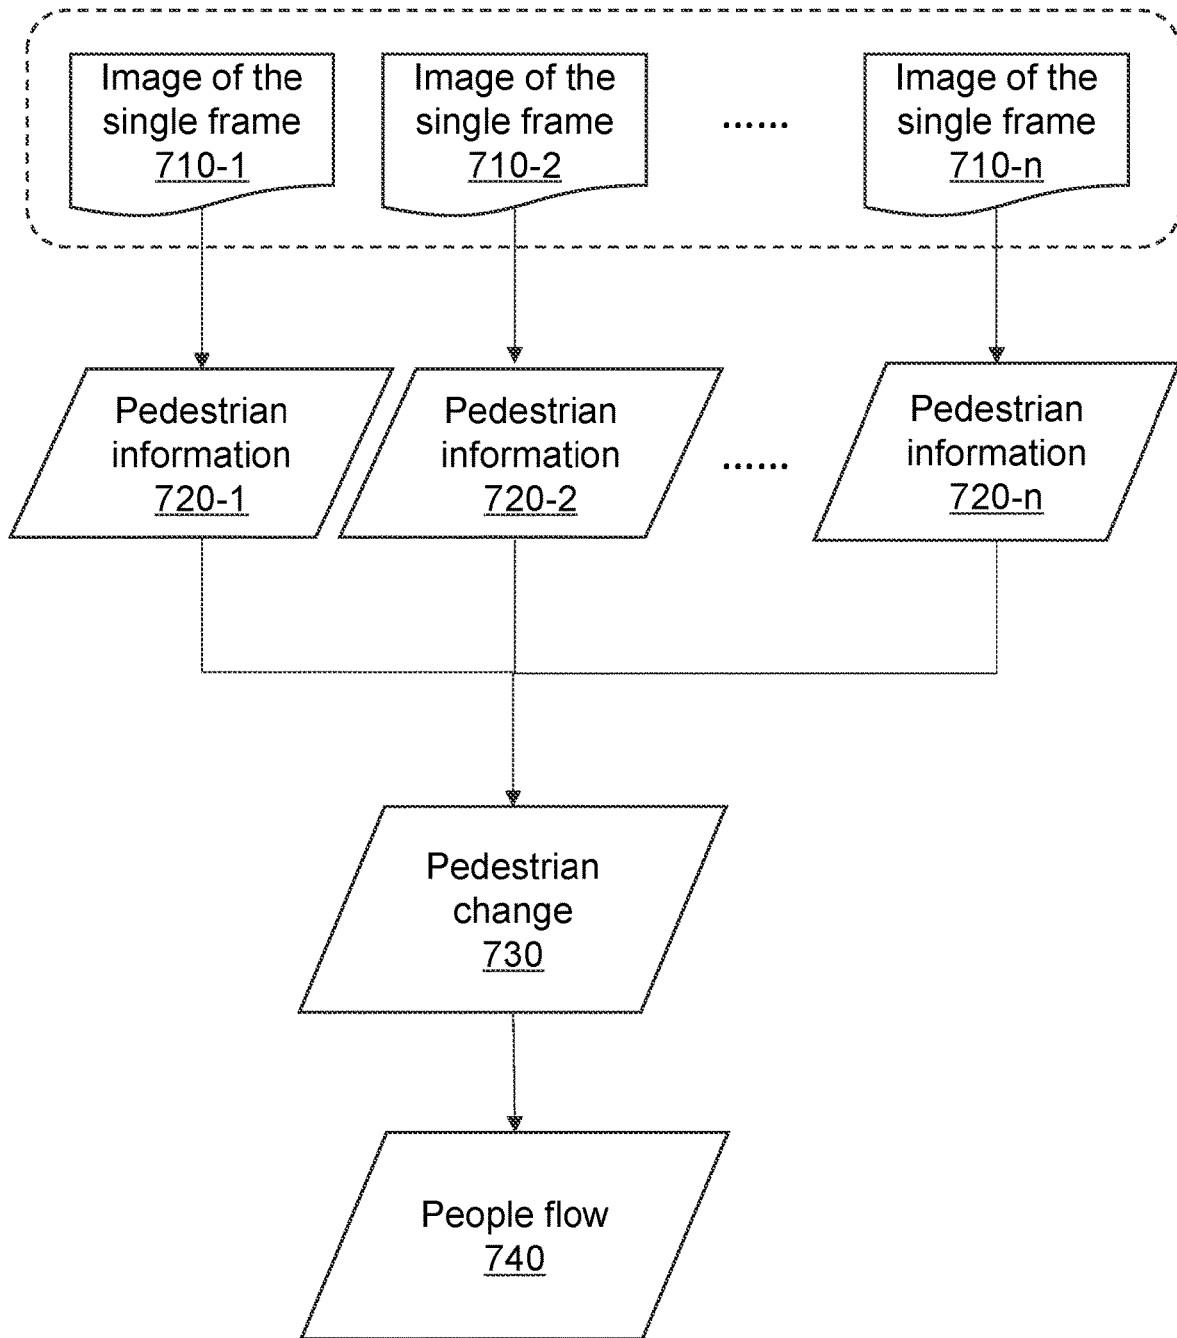 Image of the
single frame
710-1
Image of the
single frame
710-2
......
Image of the
single frame
710-n
Pedestrian
information
720-1
Pedestrian
information
720-2
......
Pedestrian
information
720-n
Pedestrian
change
730
People flow
740